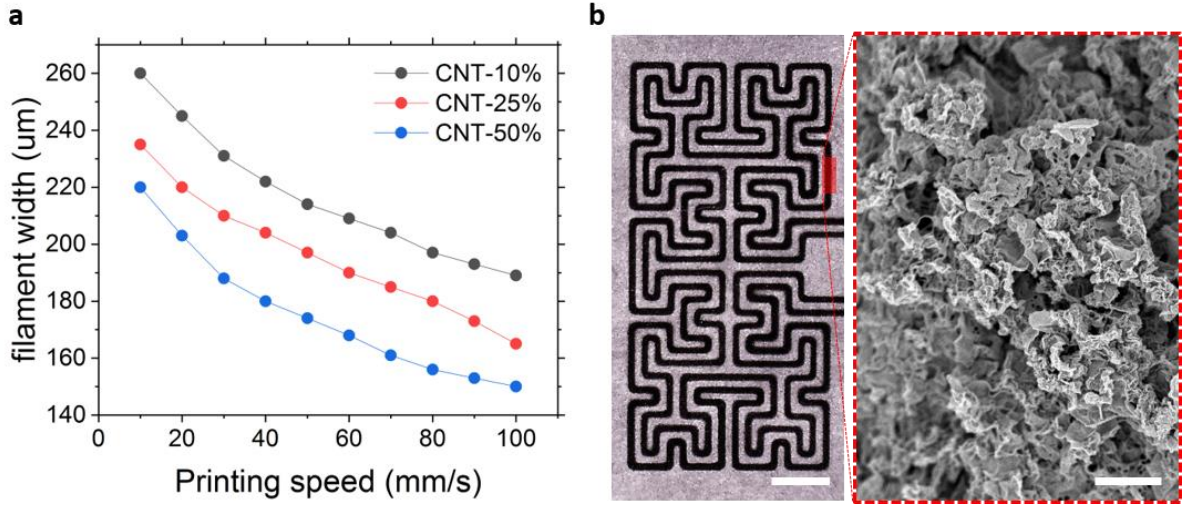 a
260
240
220
200
180
160
140
filament width (um)
CNT-10%
CNT-25%
CNT-50%
0 20 40 60 80 100
Printing speed (mm/s)
b